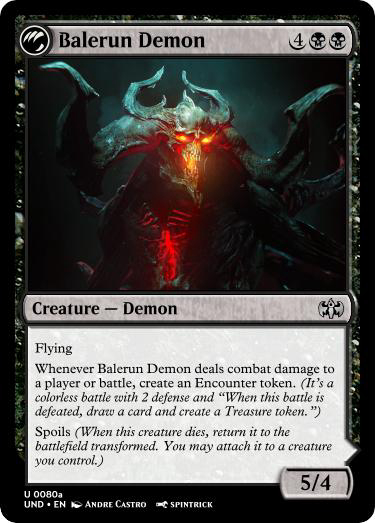 Balerun Demon 4
Creature — Demon
Flying
Whenever Balerun Demon deals combat damage to
a player or battle, create an Encounter token. (It's a
colorless battle with 2 defense and “When this battle
is defeated, draw a card and create a Treasure token.”)
Spoils (When this creature dies, return it to the
battlefield transformed. You may attach it to a creature
you control.)
5/4
U 0080a
UND • EN Andre Castro SPINTRICK